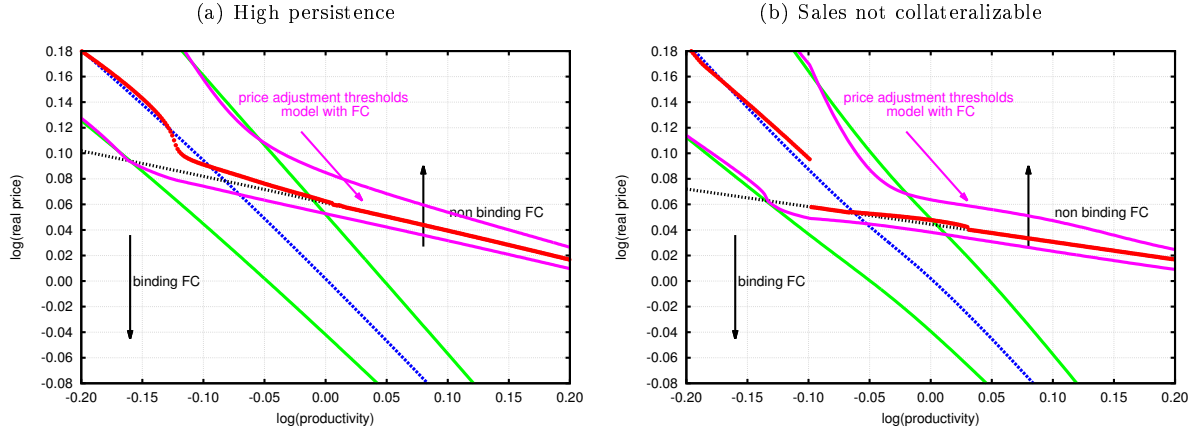 (a) High persistence
0.18
0.16
0.14
0.12
0.10
0.08
0.06
0.04
0.02
0.00
-0.02
-0.04
-0.06
-0.08
log(real price)
price adjustment thresholds
model with FC
non binding FC
binding FC
-0.20 -0.15 -0.10 -0.05 0.00 0.05 0.10 0.15 0.20
log(productivity)
(b) Sales not collateralizable
0.18
0.16
0.14
0.12
0.10
0.08
0.06
0.04
0.02
0.00
-0.02
-0.04
-0.06
-0.08
log(real price)
price adjustment thresholds
model with FC
non binding FC
binding FC
-0.20 -0.15 -0.10 -0.05 0.00 0.05 0.10 0.15 0.20
log(productivity)